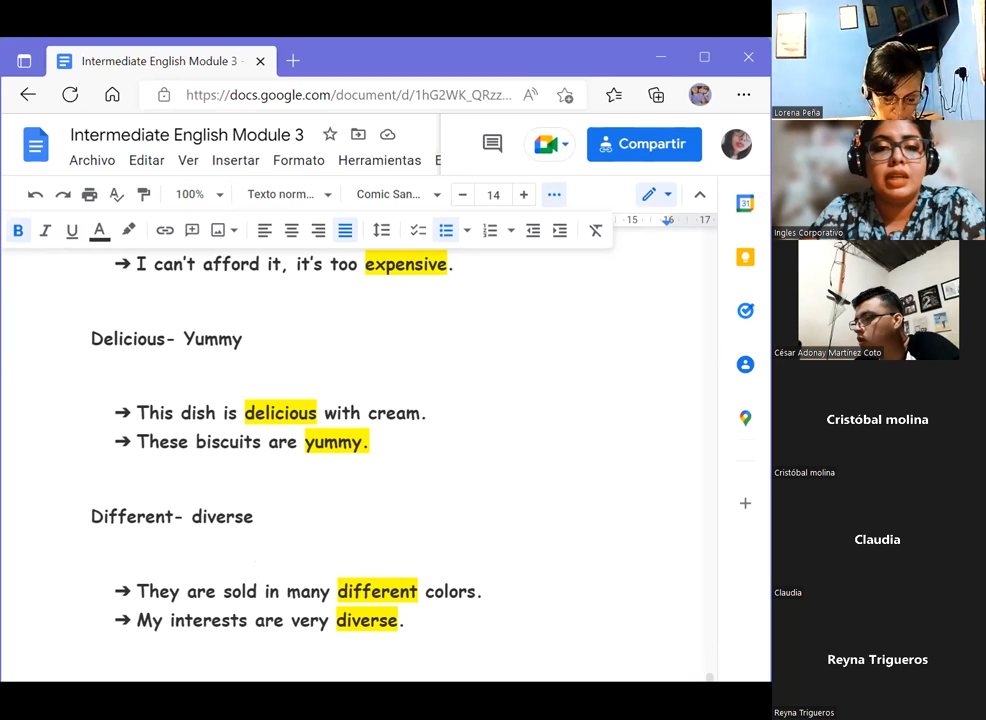 Intermediate English Module 3 -
https://docs.google.com/document/d/1hG2WK_QRzz...
Intermediate English Module 3
Archivo Editar Ver Insertar Formato Herramientas E
Compartir
100% Texto norm... Comic San... 14
15 16 17
B I U A
31
➔ I can't afford it, it's too expensive.
Delicious- Yummy
➔ This dish is delicious with cream.
➔ These biscuits are yummy.
Different- diverse
➔ They are sold in many different colors.
➔ My interests are very diverse.
Lorena Peña
Ingles Corporativo
César Adonay Martínez Coto
Cristóbal molina
Cristóbal molina
Claudia
Claudia
Reyna Trigueros
Reyna Trigueros